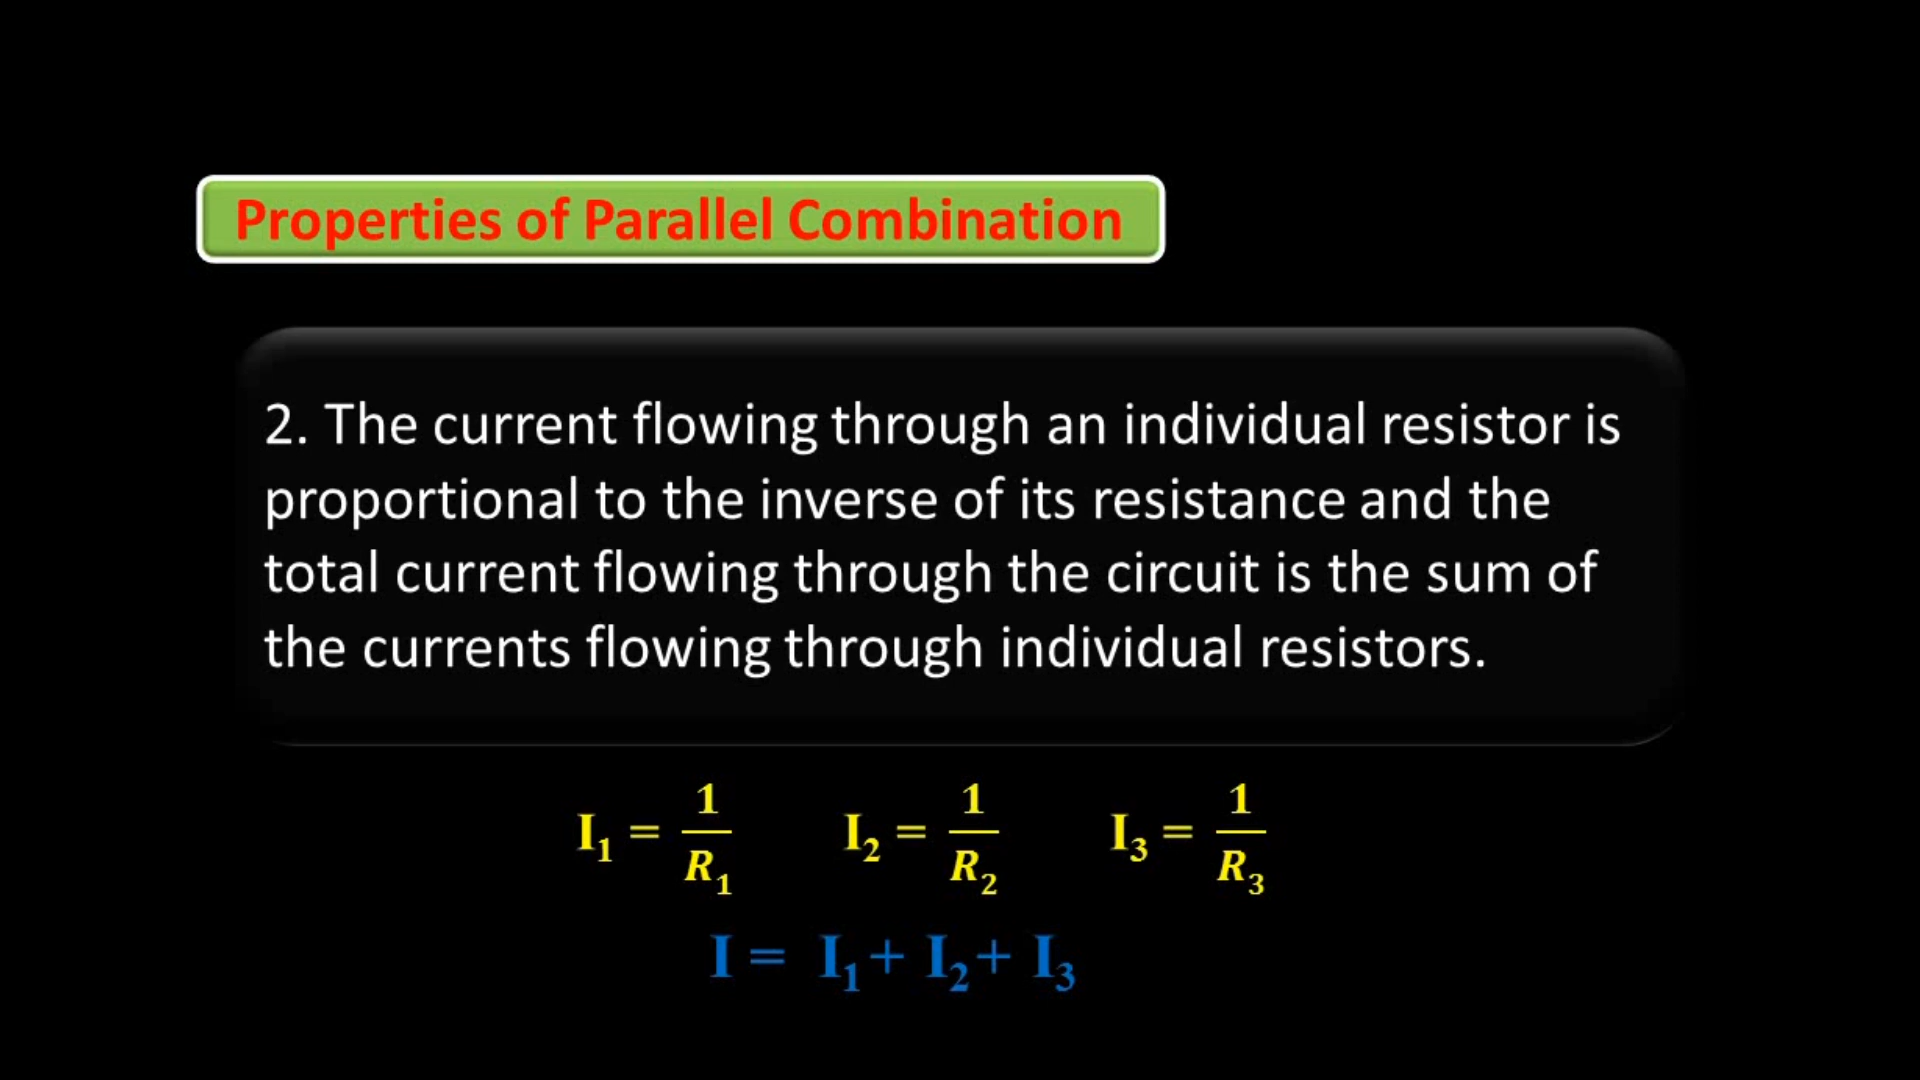 Properties of Parallel Combination
2. The current flowing through an individual resistor is
proportional to the inverse of its resistance and the
total current flowing through the circuit is the sum of
the currents flowing through individual resistors.
I₁ = 1/R₁ I₂ = 1/R₂ I₃ = 1/R₃
I = I₁ + I₂ + I₃